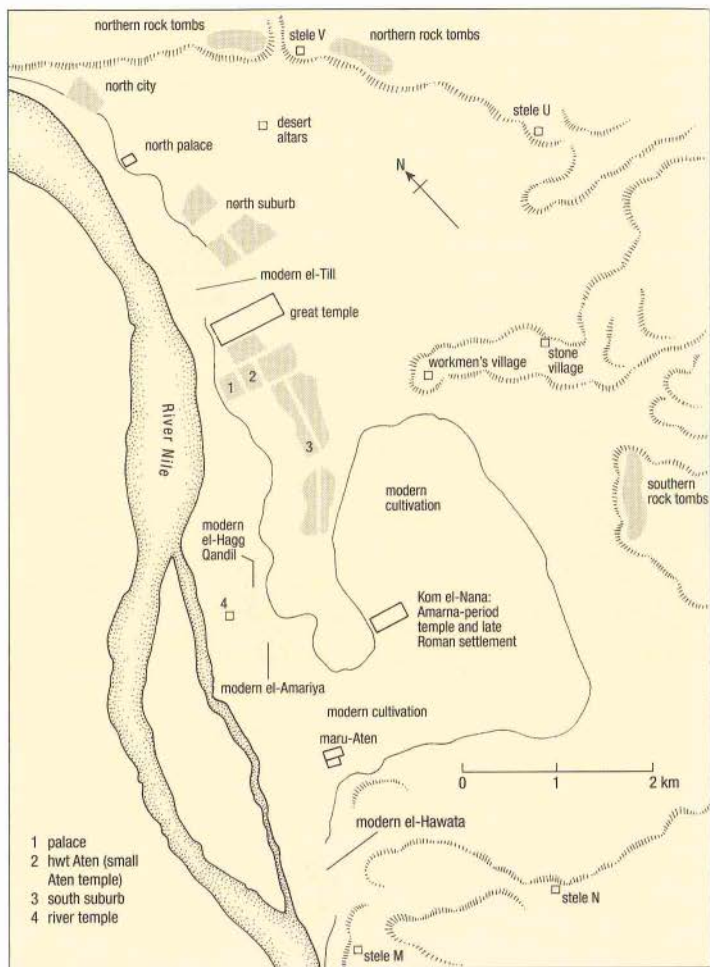 northern rock tombs
stele V
northern rock tombs
north city
desert
altars
stele U
north palace
N
north suburb
modern el-Till
great temple
stone
village
workmen's village
1
2
3
River Nile
modern
cultivation
southern
rock tombs
modern
el-Hagg
Qandil
4
Kom el-Nana:
Amarna-period
temple and late
Roman settlement
modern el-Amariya
modern cultivation
maru-Aten
0 1 2 km
modern el-Hawata
1 palace
2 hwt Aten (small
Aten temple)
3 south suburb
4 river temple
stele N
stele M